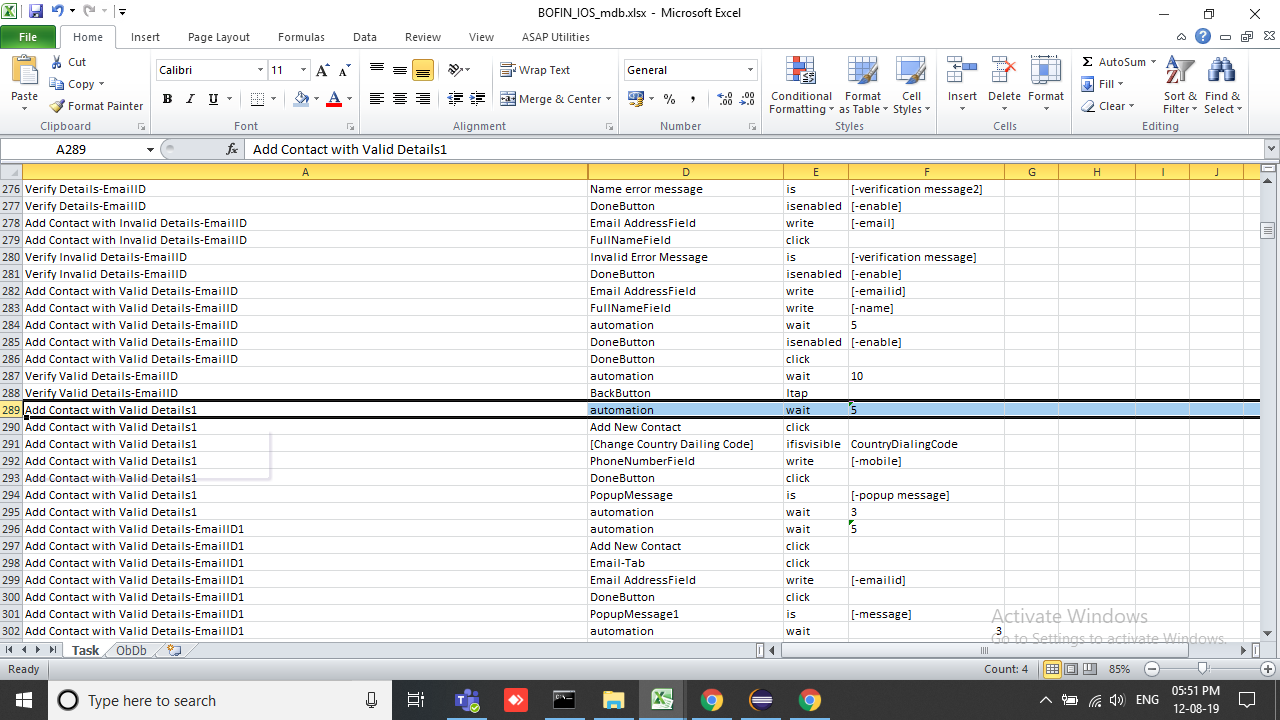 BOFIN_IOS_mdb.xlsx - Microsoft Excel
File Home Insert Page Layout Formulas Data Review View ASAP Utilities
Paste Cut Copy Format Painter Clipboard
Calibri 11 B I U Font
Wrap Text Merge & Center Alignment
General % , Number
Conditional Formatting Format as Table Cell Styles Styles
Insert Delete Format Cells
AutoSum Fill Clear Sort & Filter Find & Select Editing
A289 fx Add Contact with Valid Details1
A D E F G H I J
276 Verify Details-EmailID Name error message is [-verification message2]
277 Verify Details-EmailID DoneButton isenabled [-enable]
278 Add Contact with Invalid Details-EmailID Email AddressField write [-email]
279 Add Contact with Invalid Details-EmailID FullNameField click
280 Verify Invalid Details-EmailID Invalid Error Message is [-verification message]
281 Verify Invalid Details-EmailID DoneButton isenabled [-enable]
282 Add Contact with Valid Details-EmailID Email AddressField write [-emailid]
283 Add Contact with Valid Details-EmailID FullNameField write [-name]
284 Add Contact with Valid Details-EmailID automation wait 5
285 Add Contact with Valid Details-EmailID DoneButton isenabled [-enable]
286 Add Contact with Valid Details-EmailID DoneButton click
287 Verify Valid Details-EmailID automation wait 10
288 Verify Valid Details-EmailID BackButton ltap
289 Add Contact with Valid Details1 automation wait 5
290 Add Contact with Valid Details1 Add New Contact click
291 Add Contact with Valid Details1 [Change Country Dailing Code] ifisvisible CountryDialingCode
292 Add Contact with Valid Details1 PhoneNumberField write [-mobile]
293 Add Contact with Valid Details1 DoneButton click
294 Add Contact with Valid Details1 PopupMessage is [-popup message]
295 Add Contact with Valid Details1 automation wait 3
296 Add Contact with Valid Details-EmailID1 automation wait 5
297 Add Contact with Valid Details-EmailID1 Add New Contact click
298 Add Contact with Valid Details-EmailID1 Email-Tab click
299 Add Contact with Valid Details-EmailID1 Email AddressField write [-emailid]
300 Add Contact with Valid Details-EmailID1 DoneButton click
301 Add Contact with Valid Details-EmailID1 PopupMessage1 is [-message]
302 Add Contact with Valid Details-EmailID1 automation wait 3
Activate Windows
Go to Settings to activate Windows.
Task ObDb
Ready Count: 4 85%
Type here to search ENG 05:51 PM
12-08-19